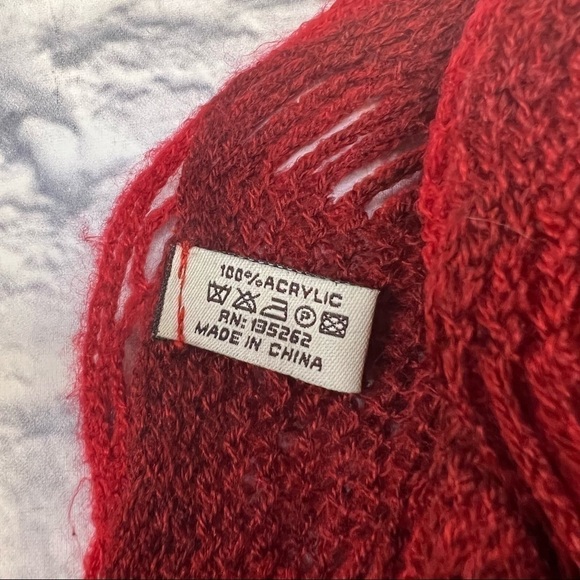 100%ACRYLIC
P
RN: 135262
MADE IN CHINA